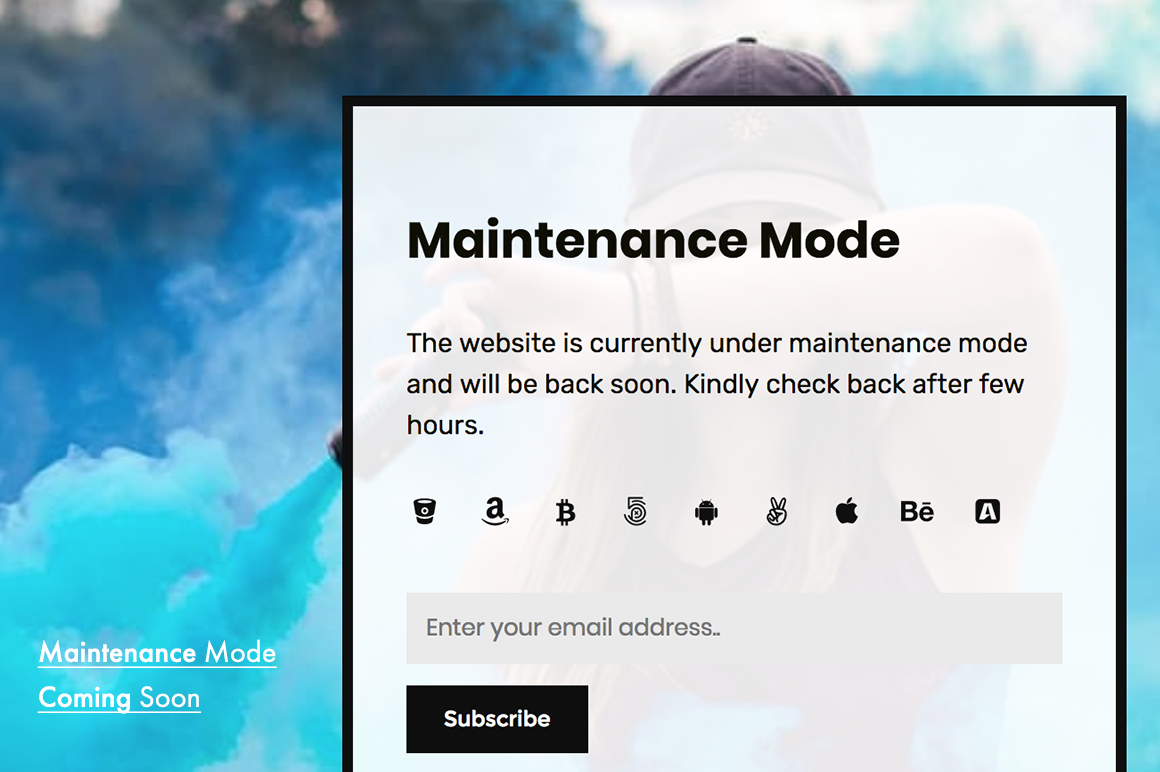 Maintenance Mode
The website is currently under maintenance mode
and will be back soon. Kindly check back after few
hours.
Bē
Enter your email address..
Subscribe
Maintenance Mode
Coming Soon